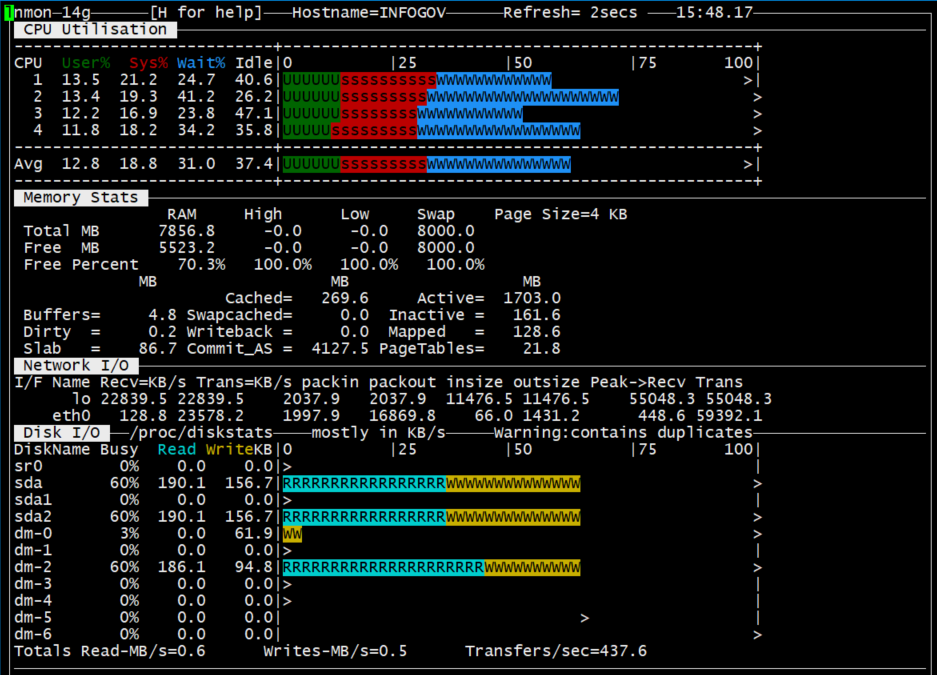 nmon─14g──────[H for help]───Hostname=INFOGOV──────Refresh= 2secs ───15:48.17─
CPU Utilisation
---------------------------+-------------------------------------------------+
CPU  User%  Sys% Wait% Idle|0          |25         |50          |75       100|
  1  13.5  21.2  24.7  40.6|UUUUUUssssssssssWWWWWWWWWWWW                    >|
  2  13.4  19.3  41.2  26.2|UUUUUUsssssssssWWWWWWWWWWWWWWWWWWWW             >
  3  12.2  16.9  23.8  47.1|UUUUUUssssssssWWWWWWWWWWW                        >
  4  11.8  18.2  34.2  35.8|UUUUUsssssssssWWWWWWWWWWWWWWWWW                  >
---------------------------+-------------------------------------------------+
Avg  12.8  18.8  31.0  37.4|UUUUUUsssssssssWWWWWWWWWWWWWWW                  >|
---------------------------+-------------------------------------------------+
Memory Stats
RAM     High      Low     Swap    Page Size=4 KB
Total MB      7856.8     -0.0     -0.0   8000.0
Free  MB      5523.2     -0.0     -0.0   8000.0
Free Percent    70.3%   100.0%   100.0%   100.0%
MB                  MB                  MB
Cached=   269.6     Active=  1703.0
Buffers=     4.8 Swapcached=     0.0  Inactive =   161.6
Dirty  =     0.2 Writeback =     0.0  Mapped   =   128.6
Slab   =    86.7 Commit_AS =  4127.5 PageTables=    21.8
Network I/O
I/F Name Recv=KB/s Trans=KB/s packin packout insize outsize Peak->Recv Trans
lo 22839.5 22839.5    2037.9   2037.9  11476.5 11476.5    55048.3 55048.3
eth0   128.8 23578.2    1997.9  16869.8    66.0 1431.2      448.6 59392.1
Disk I/O ──/proc/diskstats────mostly in KB/s─────Warning:contains duplicates─
DiskName Busy  Read WriteKB|0          |25         |50          |75       100|
sr0        0%    0.0    0.0|>                                                |
sda       60%  190.1  156.7|RRRRRRRRRRRRRRRRRWWWWWWWWWWWWWW                  >
sda1       0%    0.0    0.0|>                                                |
sda2      60%  190.1  156.7|RRRRRRRRRRRRRRRRRWWWWWWWWWWWWWW                  >
dm-0       3%    0.0   61.9|WW                                               >
dm-1       0%    0.0    0.0|>                                                |
dm-2      60%  186.1   94.8|RRRRRRRRRRRRRRRRRRRRRWWWWWWWWWW                  >
dm-3       0%    0.0    0.0|>                                                |
dm-4       0%    0.0    0.0|>                                                |
dm-5       0%    0.0    0.0|                               >                 |
dm-6       0%    0.0    0.0|                                                 >
Totals Read-MB/s=0.6      Writes-MB/s=0.5      Transfers/sec=437.6